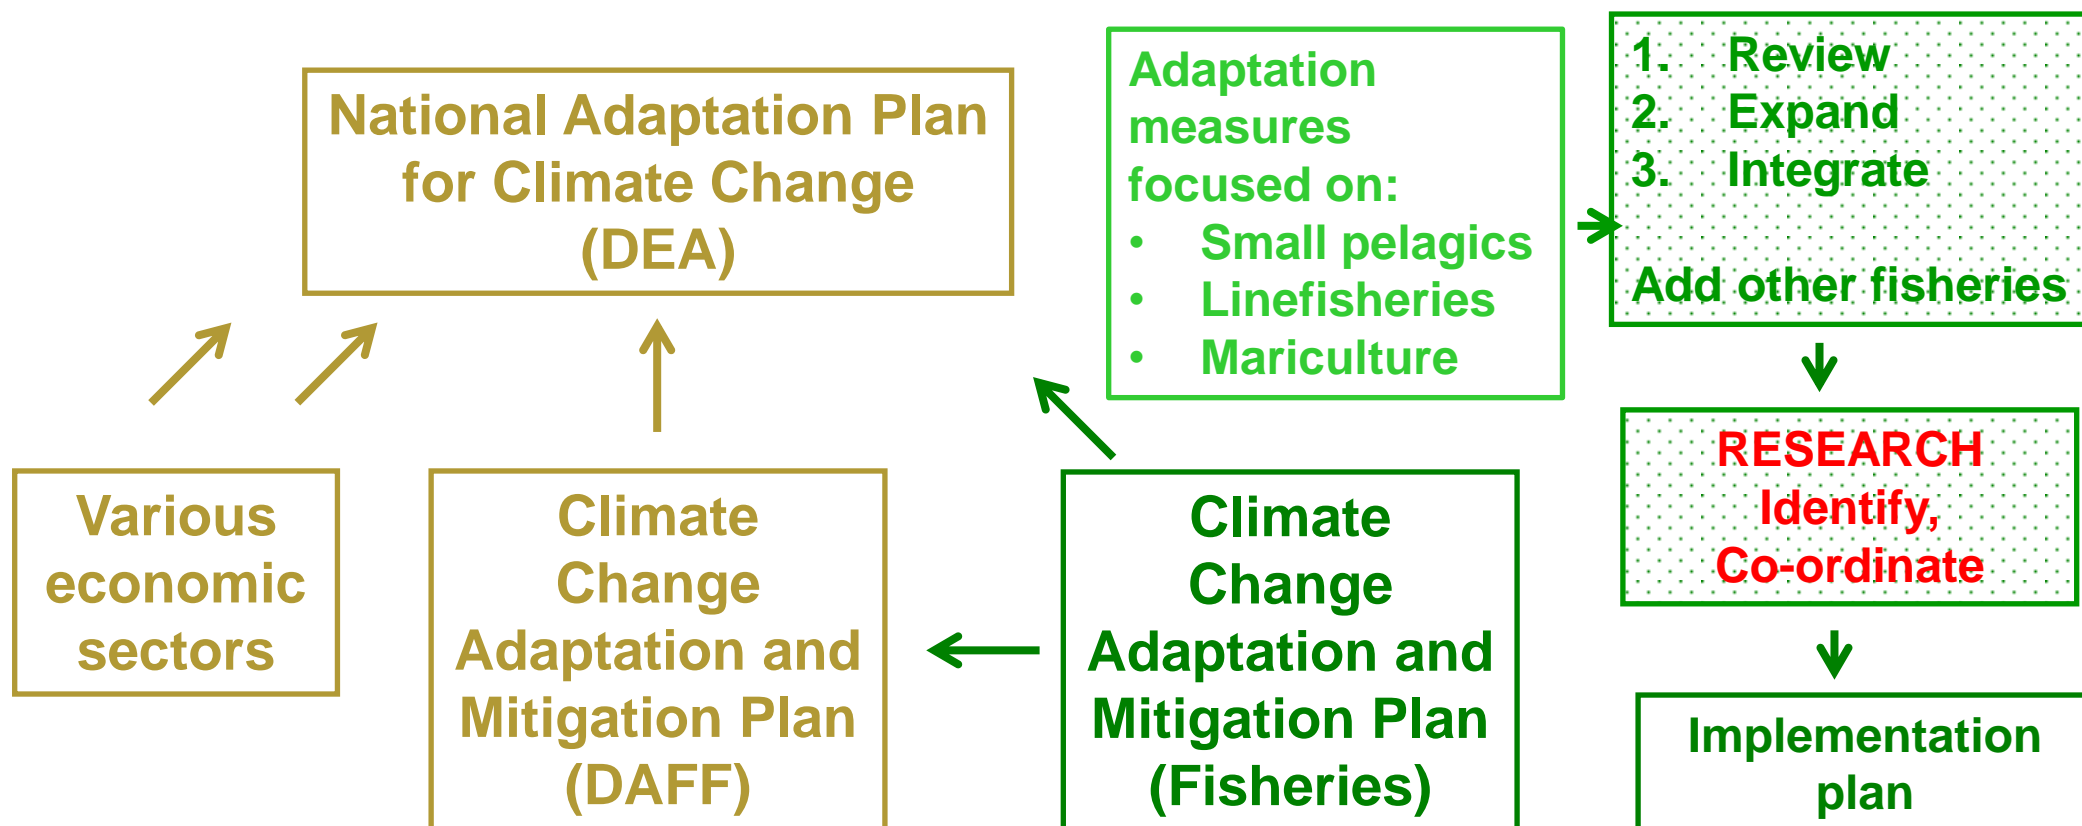 National Adaptation Plan
for Climate Change
(DEA)
Adaptation
measures
focused on:
• Small pelagics
• Linefisheries
• Mariculture
1. Review
2. Expand
3. Integrate
Add other fisheries
Various
economic
sectors
Climate
Change
Adaptation and
Mitigation Plan
(DAFF)
Climate
Change
Adaptation and
Mitigation Plan
(Fisheries)
RESEARCH
Identify,
Co-ordinate
Implementation
plan